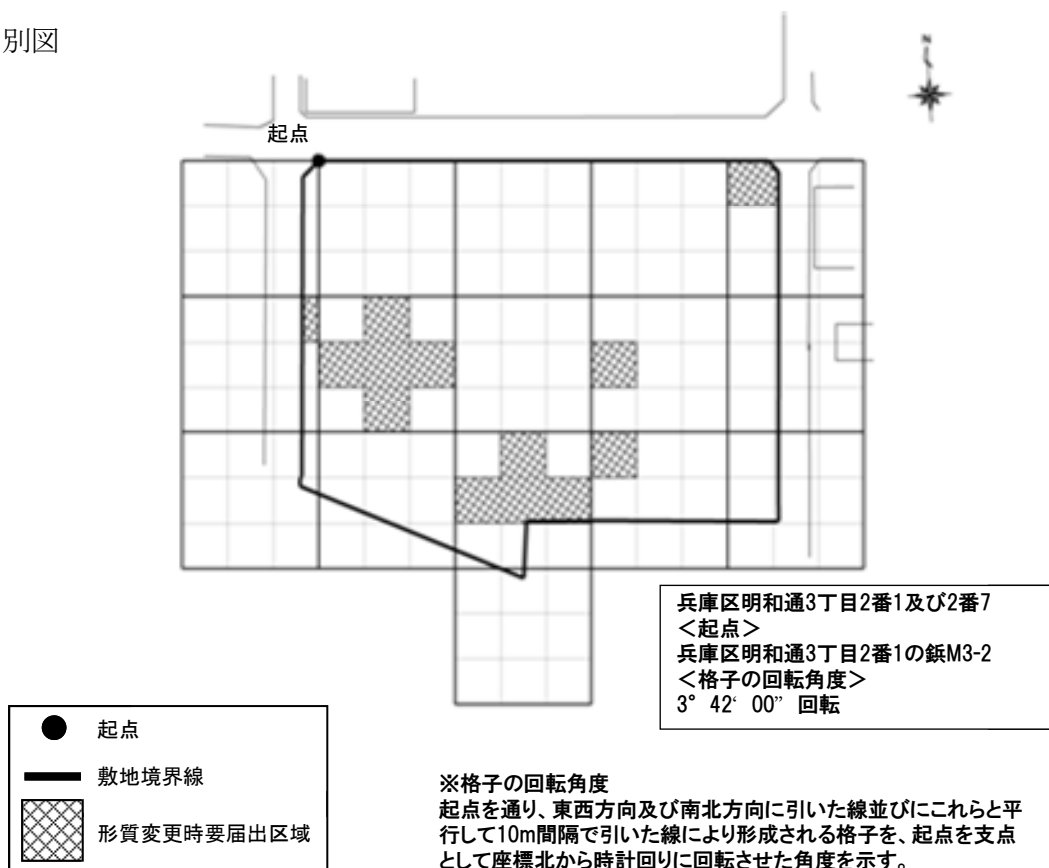 別図
N
起点
兵庫区明和通3丁目2番1及び2番7
<起点>
兵庫区明和通3丁目2番1の鋲M3-2
<格子の回転角度>
3° 42‘ 00” 回転
起点
敷地境界線
形質変更時要届出区域
※格子の回転角度
起点を通り、東西方向及び南北方向に引いた線並びにこれらと平
行して10m間隔で引いた線により形成される格子を、起点を支点
として座標北から時計回りに回転させた角度を示す。